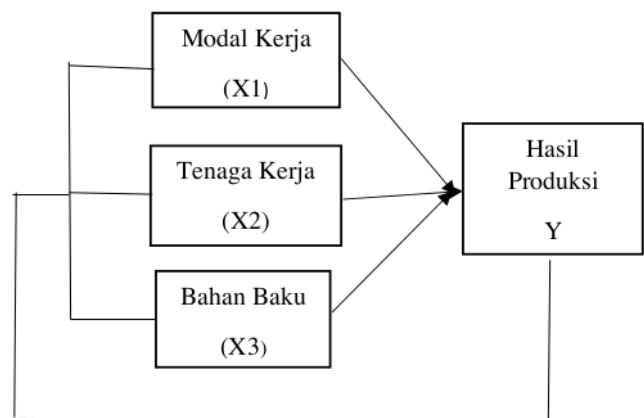 Modal Kerja
(X1)
Tenaga Kerja
(X2)
Bahan Baku
(X3)
Hasil
Produksi
Y